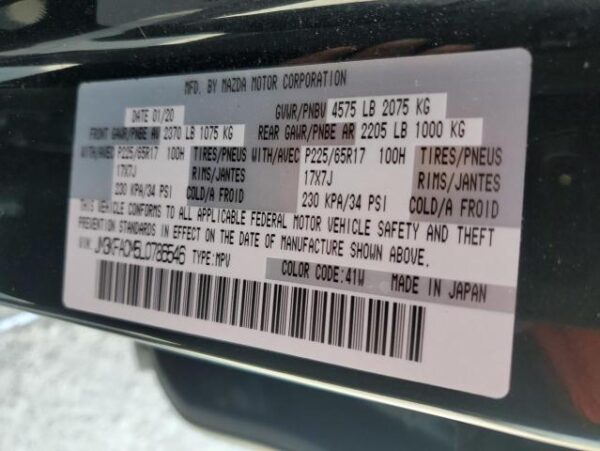 MFD. BY MAZDA MOTOR CORPORATION
DATE 01/20 GVWR/PNBV 4575 LB 2075 KG
FRONT GAWR/PNBE AV 2370 LB 1075 KG REAR GAWR/PNBE AR 2205 LB 1000 KG
WITH/AVEC P225/65R17 100H TIRES/PNEUS WITH/AVEC P225/65R17 100H TIRES/PNEUS
17X7J RIMS/JANTES 17X7J RIMS/JANTES
230 KPA/34 PSI COLD/A FROID 230 KPA/34 PSI COLD/A FROID
THIS VEHICLE CONFORMS TO ALL APPLICABLE FEDERAL MOTOR VEHICLE SAFETY AND THEFT
PREVENTION STANDARDS IN EFFECT ON THE DATE OF MANUFACTURE SHOWN ABOVE.
VIN: JM3KFACM5L0786546 TYPE:MPV COLOR CODE:41W MADE IN JAPAN